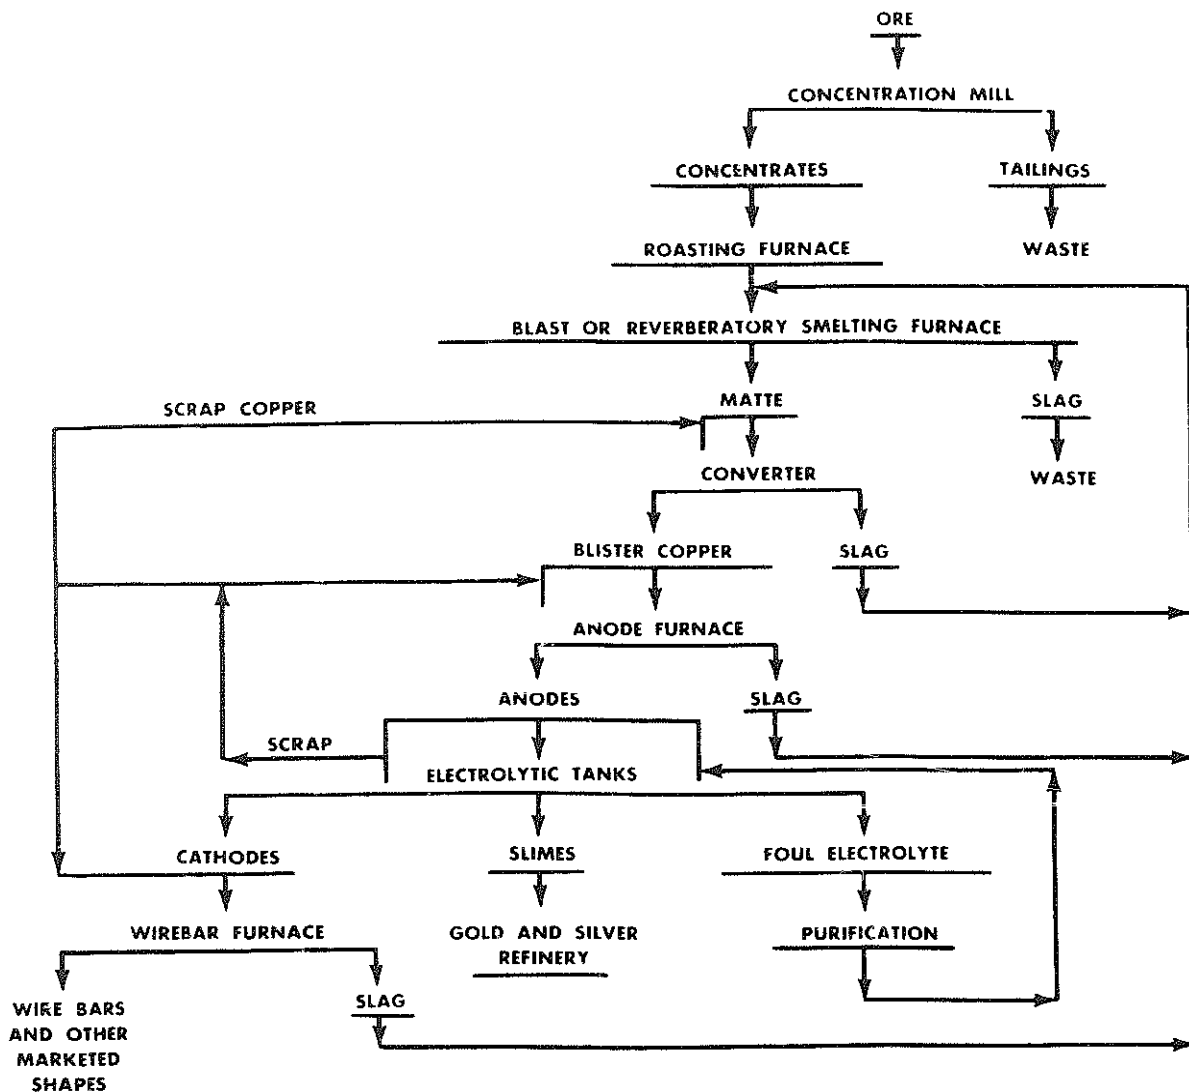 ORE
CONCENTRATION MILL
CONCENTRATES
TAILINGS
ROASTING FURNACE
WASTE
BLAST OR REVERBERATORY SMELTING FURNACE
SCRAP COPPER
MATTE
SLAG
CONVERTER
WASTE
BLISTER COPPER
SLAG
ANODE FURNACE
ANODES
SLAG
SCRAP
ELECTROLYTIC TANKS
CATHODES
SLIMES
FOUL ELECTROLYTE
WIREBAR FURNACE
GOLD AND SILVER
REFINERY
PURIFICATION
WIRE BARS
AND OTHER
MARKETED
SHAPES
SLAG